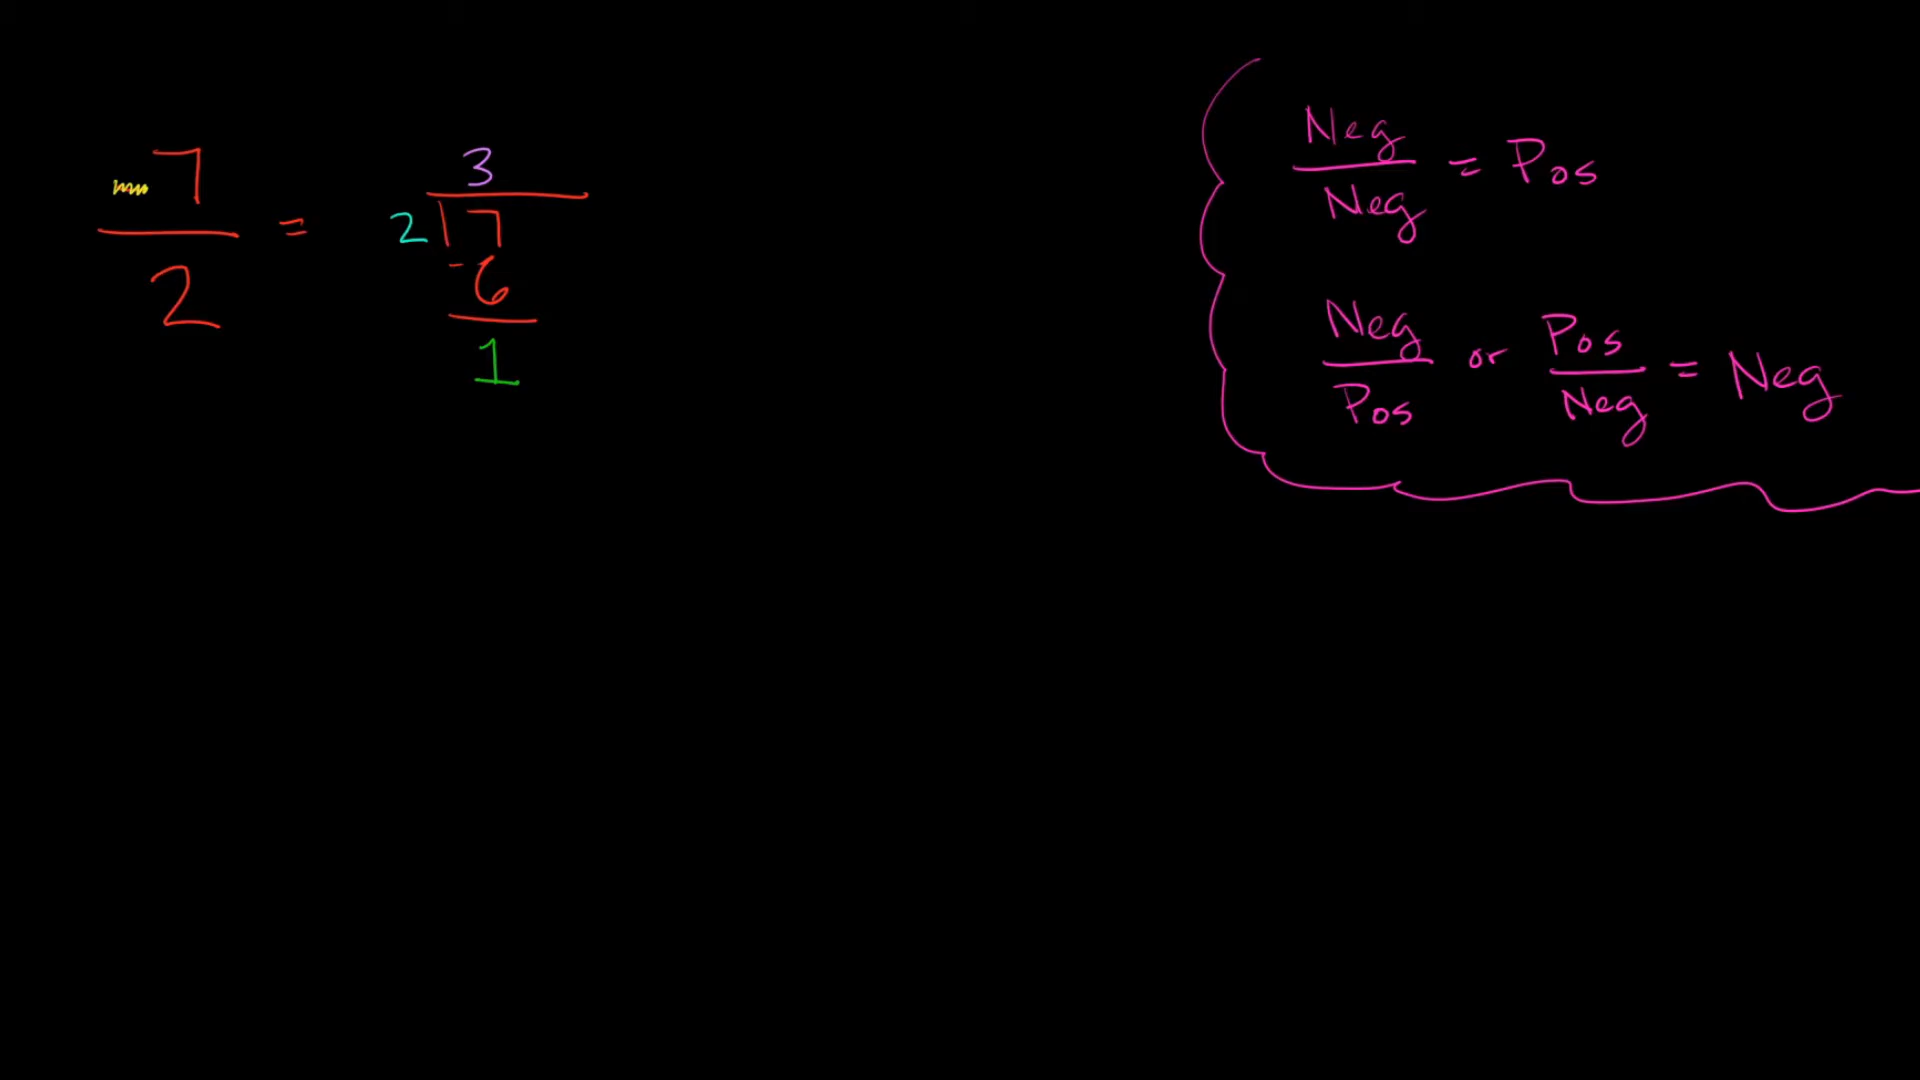 -7/2 = 3
2)7
-6
1
Neg/Neg = Pos
Neg/Pos or Pos/Neg = Neg